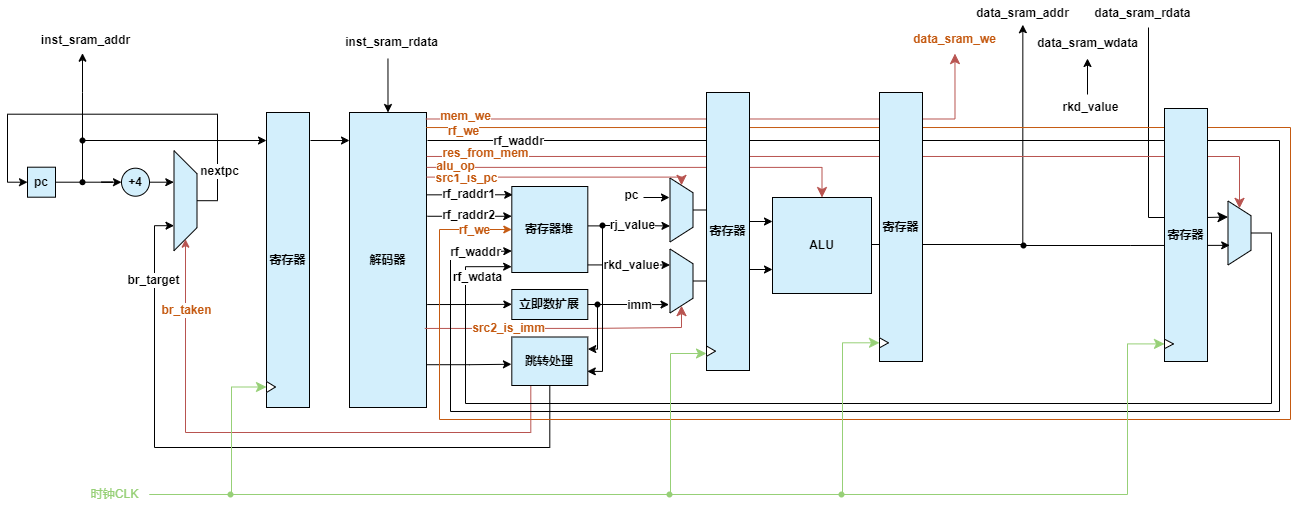 data_sram_addr
data_sram_rdata
inst_sram_addr
inst_sram_rdata
data_sram_we
data_sram_wdata
rkd_value
mem_we
rf_we
rf_waddr
res_from_mem
alu_op
src1_is_pc
nextpc
pc
+4
rf_raddr1
pc
rf_raddr2
rf_we
寄存器堆
rj_value
寄存器
ALU
寄存器
寄存器
rf_waddr
寄存器
解码器
rkd_value
rf_wdata
br_target
立即数扩展
imm
br_taken
src2_is_imm
跳转处理
时钟CLK